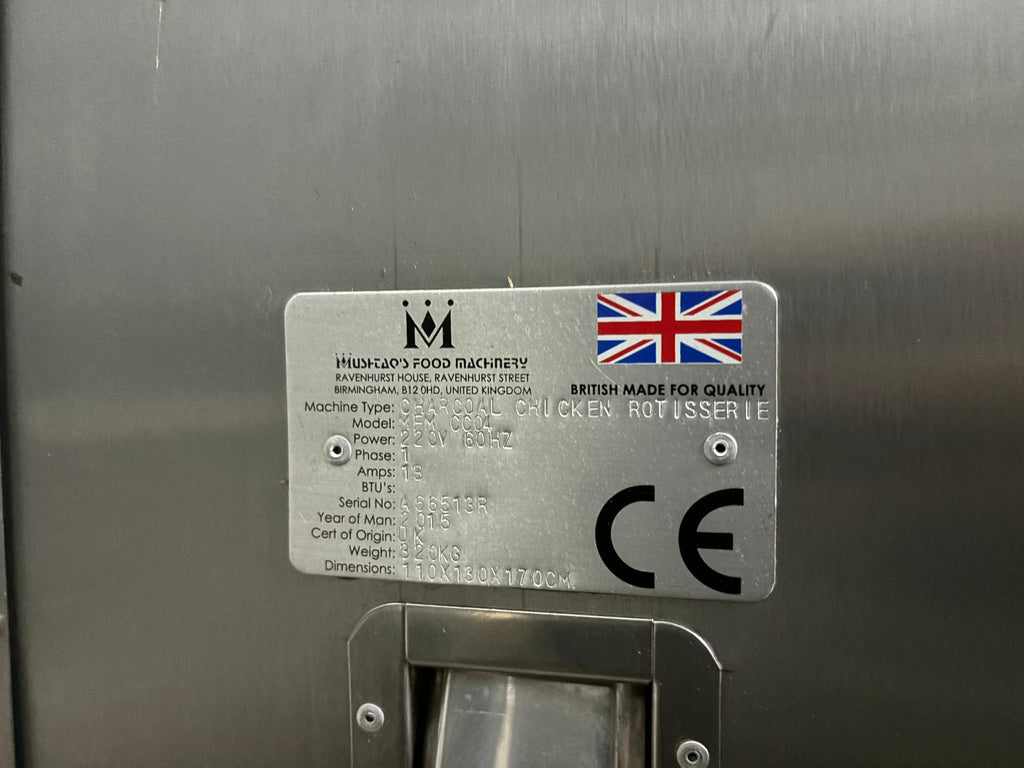 M
MUSHTAQ'S FOOD MACHINERY
RAVENHURST HOUSE, RAVENHURST STREET
BIRMINGHAM, B12 0HD, UNITED KINGDOM
BRITISH MADE FOR QUALITY
Machine Type: CHARCOAL CHICKEN ROTISSERIE
Model: MFM CC04
Power: 220V 60HZ
Phase: 1
Amps: 13
BTU's:
Serial No: A56513R
Year of Man: 2015
Cert of Origin: UK
Weight: 320KG
Dimensions: 110X130X170CM
CE